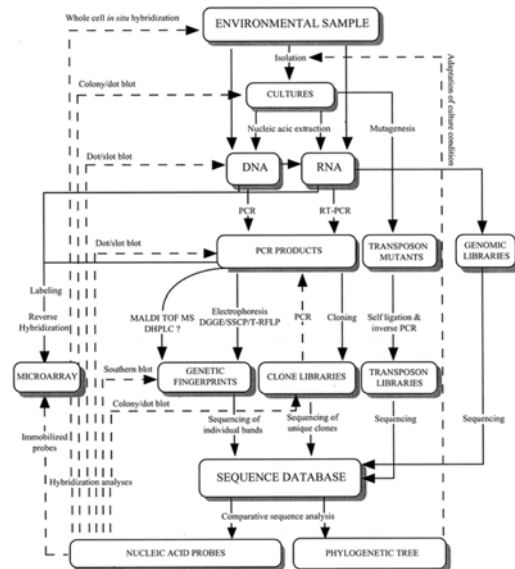 Whole cell in situ hybridization
ENVIRONMENTAL SAMPLE
Isolation
Adaptation of culture condition
Colony/dot blot
CULTURES
Nucleic acid extraction
Mutagenesis
Dot/slot blot
DNA
RNA
PCR
RT-PCR
Dot/slot blot
PCR PRODUCTS
TRANSPOSON
MUTANTS
GENOMIC
LIBRARIES
Labeling
Reverse
Hybridization
MALDI TOF MS
DHPLC ?
Electrophoresis
DGGE/SSCP/T-RFLP
PCR
Cloning
Self ligation &
inverse PCR
MICROARRAY
Southern blot
GENETIC
FINGERPRINTS
CLONE LIBRARIES
TRANSPOSON
LIBRARIES
Colony/dot blot
Immobilized
probes
Sequencing of
individual bands
Sequencing of
unique clones
Sequencing
Sequencing
Hybridization analyses
SEQUENCE DATABASE
Comparative sequence analysis
NUCLEIC ACID PROBES
PHYLOGENETIC TREE